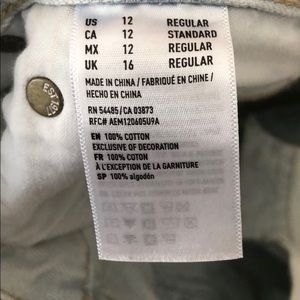 US 12 REGULAR
CA 12 STANDARD
MX 12 REGULAR
UK 16 REGULAR
MADE IN CHINA / FABRIQUÉ EN CHINE /
HECHO EN CHINA
RN 54485/CA 03873
RFC# AEM120605U9A
EN 100% COTTON
EXCLUSIVE OF DECORATION
FR 100% COTON
À L'EXCEPTION DE LA GARNITURE
SP 100% algodón
EST 1977